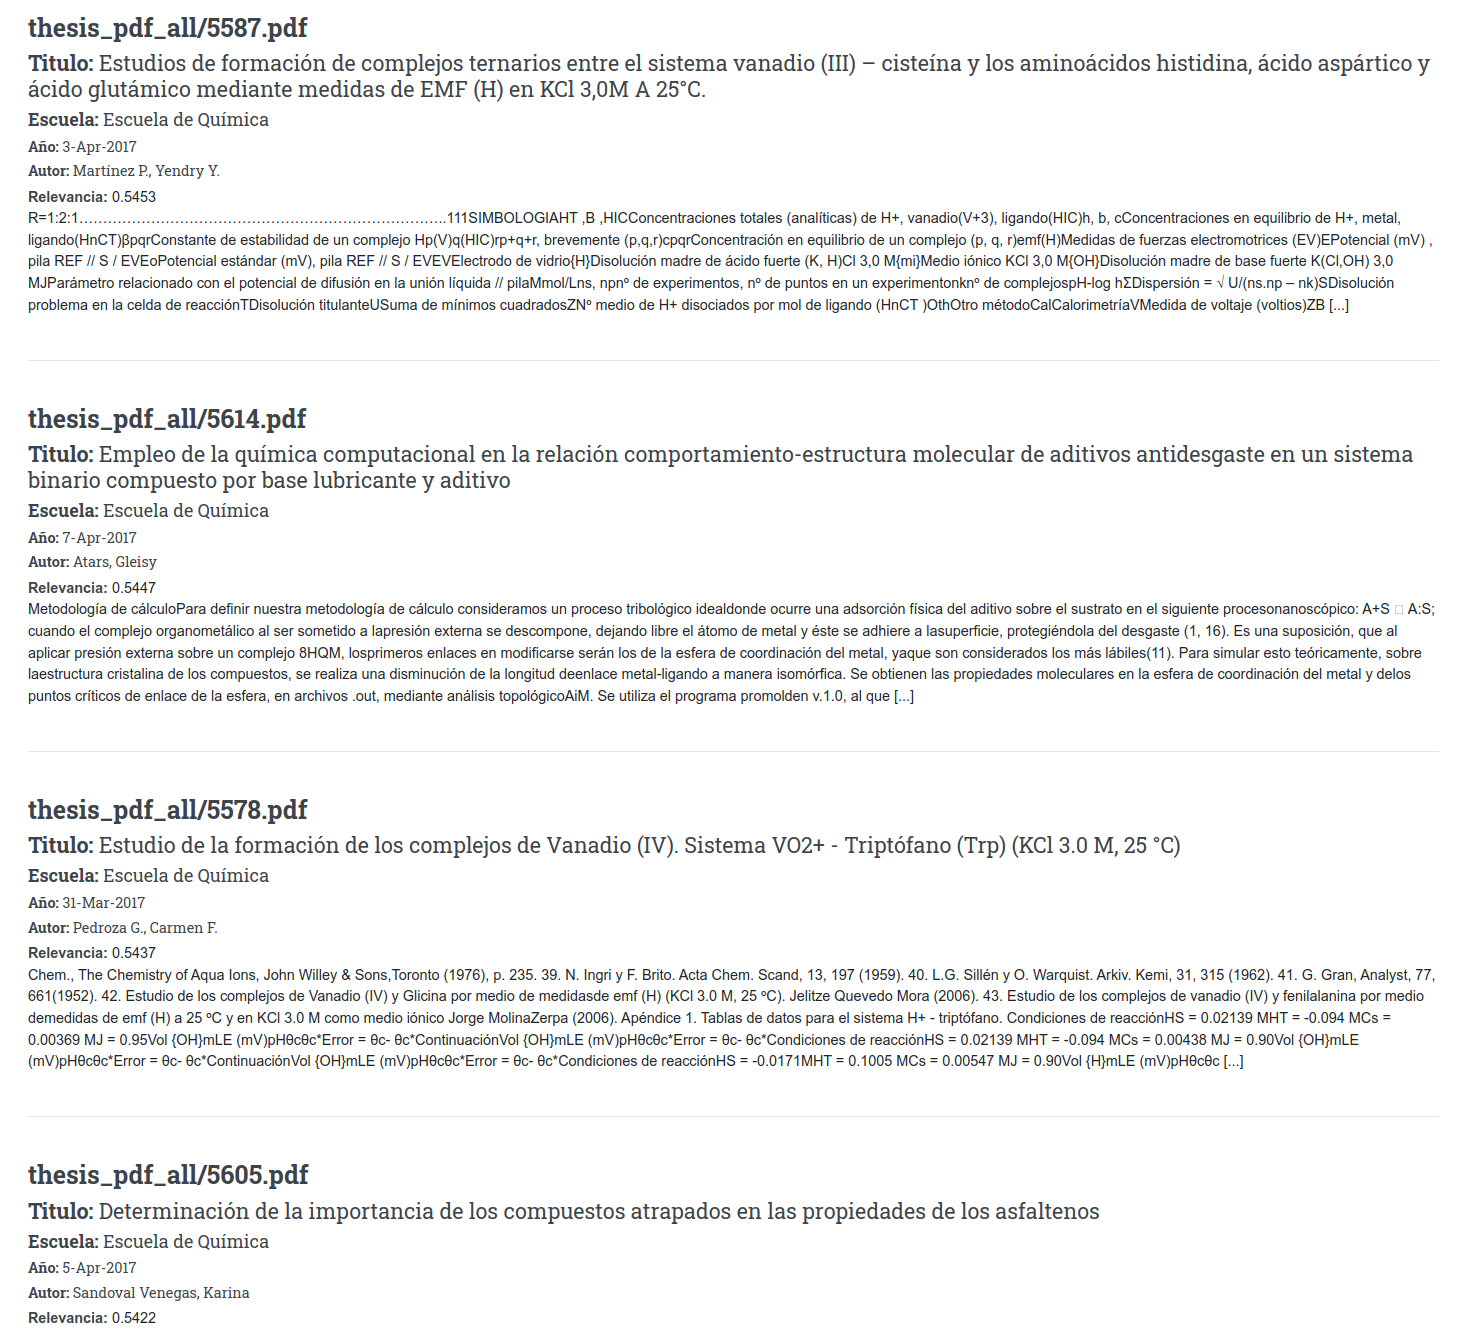 thesis_pdf_all/5587.pdf
Titulo: Estudios de formación de complejos ternarios entre el sistema vanadio (III) – cisteína y los aminoácidos histidina, ácido aspártico y
ácido glutámico mediante medidas de EMF (H) en KCl 3,0M A 25°C.
Escuela: Escuela de Química
Año: 3-Apr-2017
Autor: Martínez P., Yendry Y.
Relevancia: 0.5453
R=1:2:1………………………………………………………………….111SIMBOLOGIAHT ,B ,HICConcentraciones totales (analíticas) de H+, vanadio(V+3), ligando(HIC)h, b, cConcentraciones en equilibrio de H+, metal,
ligando(HnCT)βpqrConstante de estabilidad de un complejo Hp(V)q(HIC)rp+q+r, brevemente (p,q,r)cpqrConcentración en equilibrio de un complejo (p, q, r)emf(H)Medidas de fuerzas electromotrices (EV)EPotencial (mV) ,
pila REF // S / EVEoPotencial estándar (mV), pila REF // S / EVEVElectrodo de vidrio{H}Disolución madre de ácido fuerte (K, H)Cl 3,0 M{mi}Medio iónico KCl 3,0 M{OH}Disolución madre de base fuerte K(Cl,OH) 3,0
MJParámetro relacionado con el potencial de difusión en la unión líquida // pilaMmol/Lns, npnº de experimentos, nº de puntos en un experimentonknº de complejospH-log hΣDispersión = √ U/(ns.np – nk)SDisolución
problema en la celda de reacciónTDisolución titulanteUSuma de mínimos cuadradosZNº medio de H+ disociados por mol de ligando (HnCT )OthOtro métodoCalCalorimetríaVMedida de voltaje (voltios)ZB [...]
thesis_pdf_all/5614.pdf
Titulo: Empleo de la química computacional en la relación comportamiento-estructura molecular de aditivos antidesgaste en un sistema
binario compuesto por base lubricante y aditivo
Escuela: Escuela de Química
Año: 7-Apr-2017
Autor: Atars, Gleisy
Relevancia: 0.5447
Metodología de cálculoPara definir nuestra metodología de cálculo consideramos un proceso tribológico idealdonde ocurre una adsorción física del aditivo sobre el sustrato en el siguiente procesonanoscópico: A+S □ A:S;
cuando el complejo organometálico al ser sometido a lapresión externa se descompone, dejando libre el átomo de metal y éste se adhiere a lasuperficie, protegiéndola del desgaste (1, 16). Es una suposición, que al
aplicar presión externa sobre un complejo 8HQM, losprimeros enlaces en modificarse serán los de la esfera de coordinación del metal, yaque son considerados los más lábiles(11). Para simular esto teóricamente, sobre
laestructura cristalina de los compuestos, se realiza una disminución de la longitud deenlace metal-ligando a manera isomórfica. Se obtienen las propiedades moleculares en la esfera de coordinación del metal y delos
puntos críticos de enlace de la esfera, en archivos .out, mediante análisis topológicoAiM. Se utiliza el programa promolden v.1.0, al que [...]
thesis_pdf_all/5578.pdf
Titulo: Estudio de la formación de los complejos de Vanadio (IV). Sistema VO2+ - Triptófano (Trp) (KCl 3.0 M, 25 °C)
Escuela: Escuela de Química
Año: 31-Mar-2017
Autor: Pedroza G., Carmen F.
Relevancia: 0.5437
Chem., The Chemistry of Aqua Ions, John Willey & Sons,Toronto (1976), p. 235. 39. N. Ingri y F. Brito. Acta Chem. Scand, 13, 197 (1959). 40. L.G. Sillén y O. Warquist. Arkiv. Kemi, 31, 315 (1962). 41. G. Gran, Analyst, 77,
661(1952). 42. Estudio de los complejos de Vanadio (IV) y Glicina por medio de medidasde emf (H) (KCl 3.0 M, 25 ºC). Jelitze Quevedo Mora (2006). 43. Estudio de los complejos de vanadio (IV) y fenilalanina por medio
demedidas de emf (H) a 25 ºC y en KCl 3.0 M como medio iónico Jorge MolinaZerpa (2006). Apéndice 1. Tablas de datos para el sistema H+ - triptófano. Condiciones de reacciónHS = 0.02139 MHT = -0.094 MCs =
0.00369 MJ = 0.95Vol {OH}mLE (mV)pHθcθc*Error = θc- θc*ContinuaciónVol {OH}mLE (mV)pHθcθc*Error = θc- θc*Condiciones de reacciónHS = 0.02139 MHT = -0.094 MCs = 0.00438 MJ = 0.90Vol {OH}mLE
(mV)pHθcθc*Error = θc- θc*ContinuaciónVol {OH}mLE (mV)pHθcθc*Error = θc- θc*Condiciones de reacciónHS = -0.0171MHT = 0.1005 MCs = 0.00547 MJ = 0.90Vol {H}mLE (mV)pHθcθc [...]
thesis_pdf_all/5605.pdf
Titulo: Determinación de la importancia de los compuestos atrapados en las propiedades de los asfaltenos
Escuela: Escuela de Química
Año: 5-Apr-2017
Autor: Sandoval Venegas, Karina
Relevancia: 0.5422